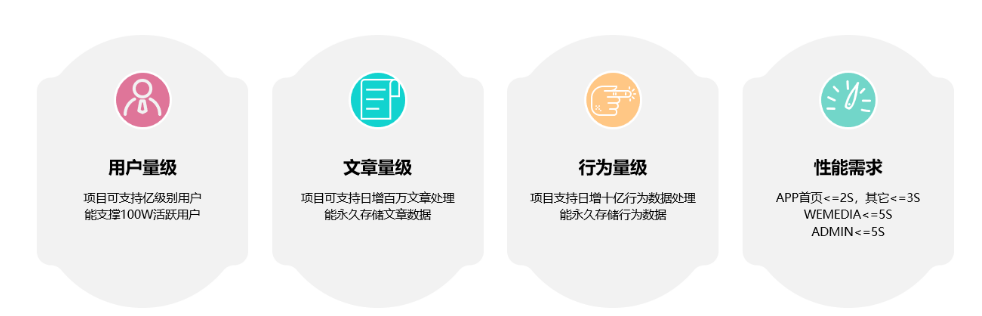 用户量级
项目可支持亿级别用户
能支撑100W活跃用户
文章量级
项目可支持日增百万文章处理
能永久存储文章数据
行为量级
项目支持日增十亿行为数据处理
能永久存储行为数据
性能需求
APP首页<=2S，其它<=3S
WEMEDIA<=5S
ADMIN<=5S